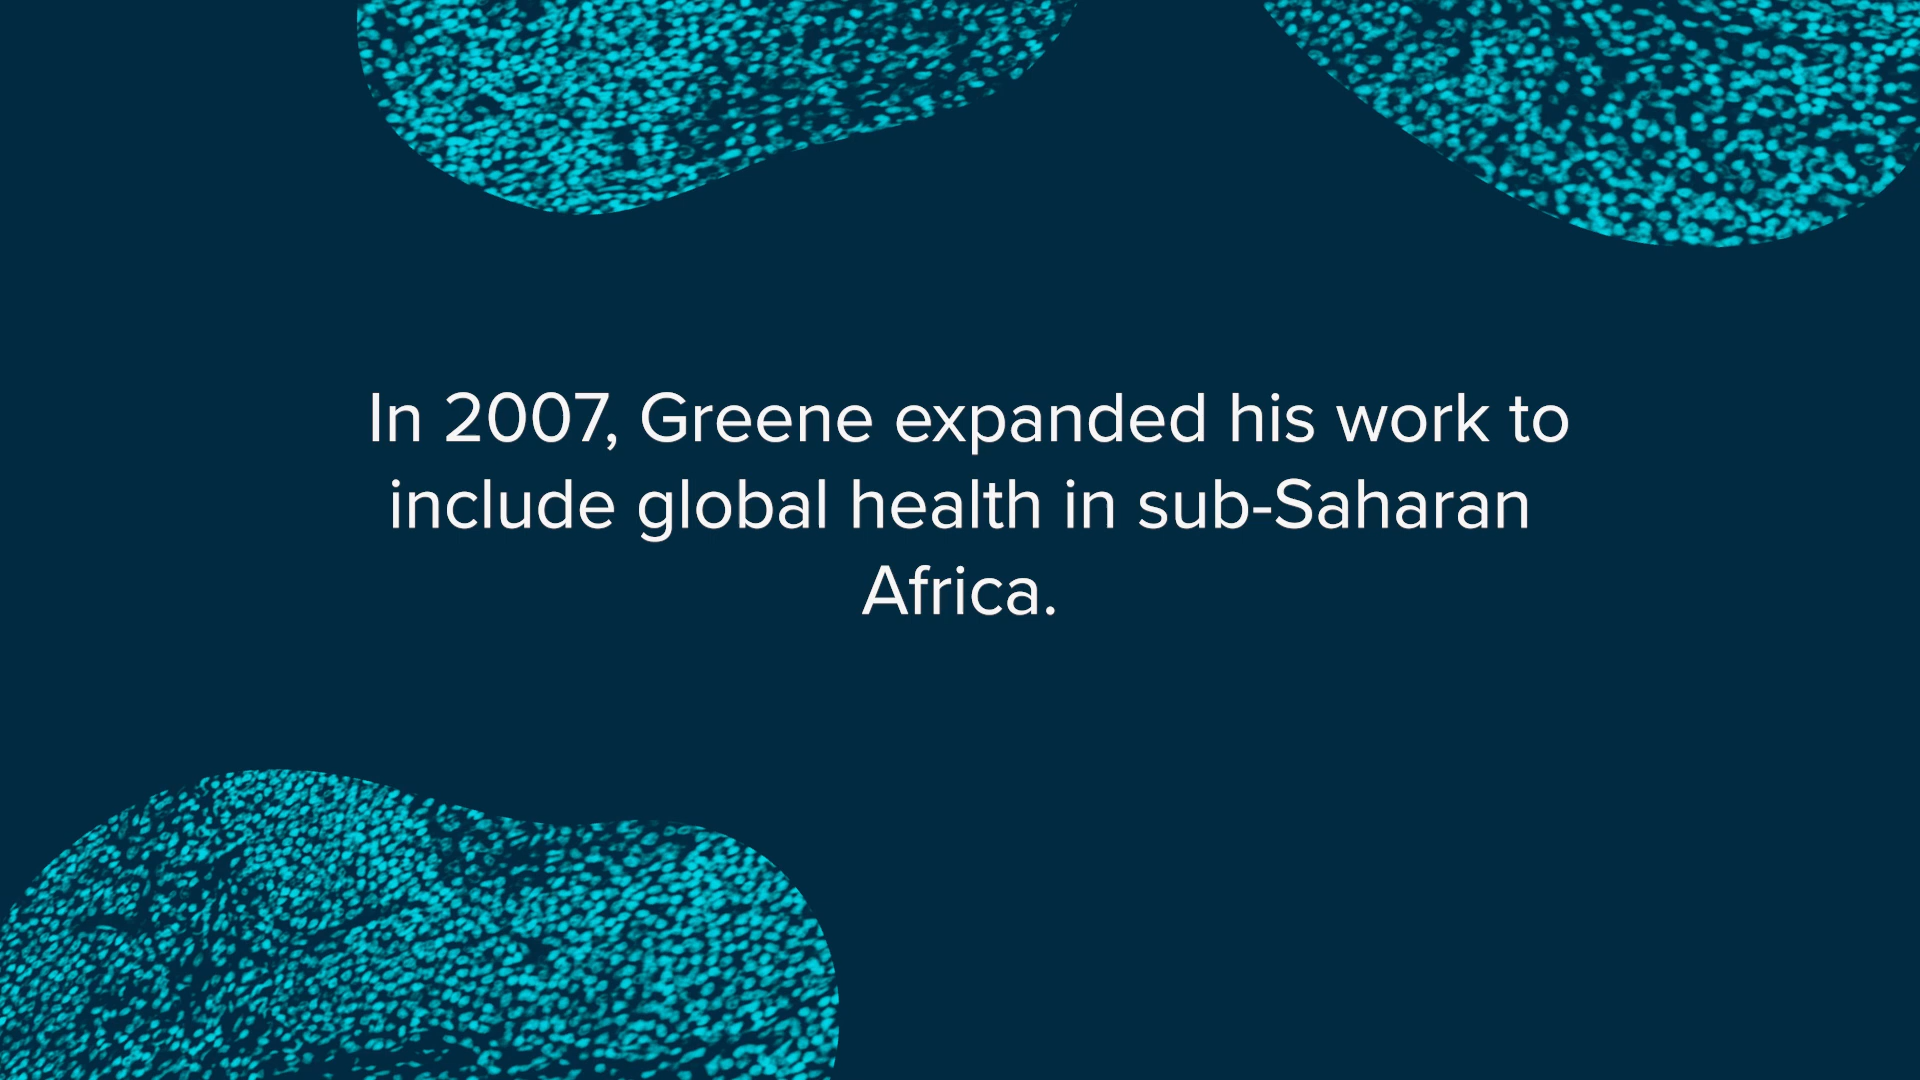 In 2007, Greene expanded his work to
include global health in sub-Saharan
Africa.